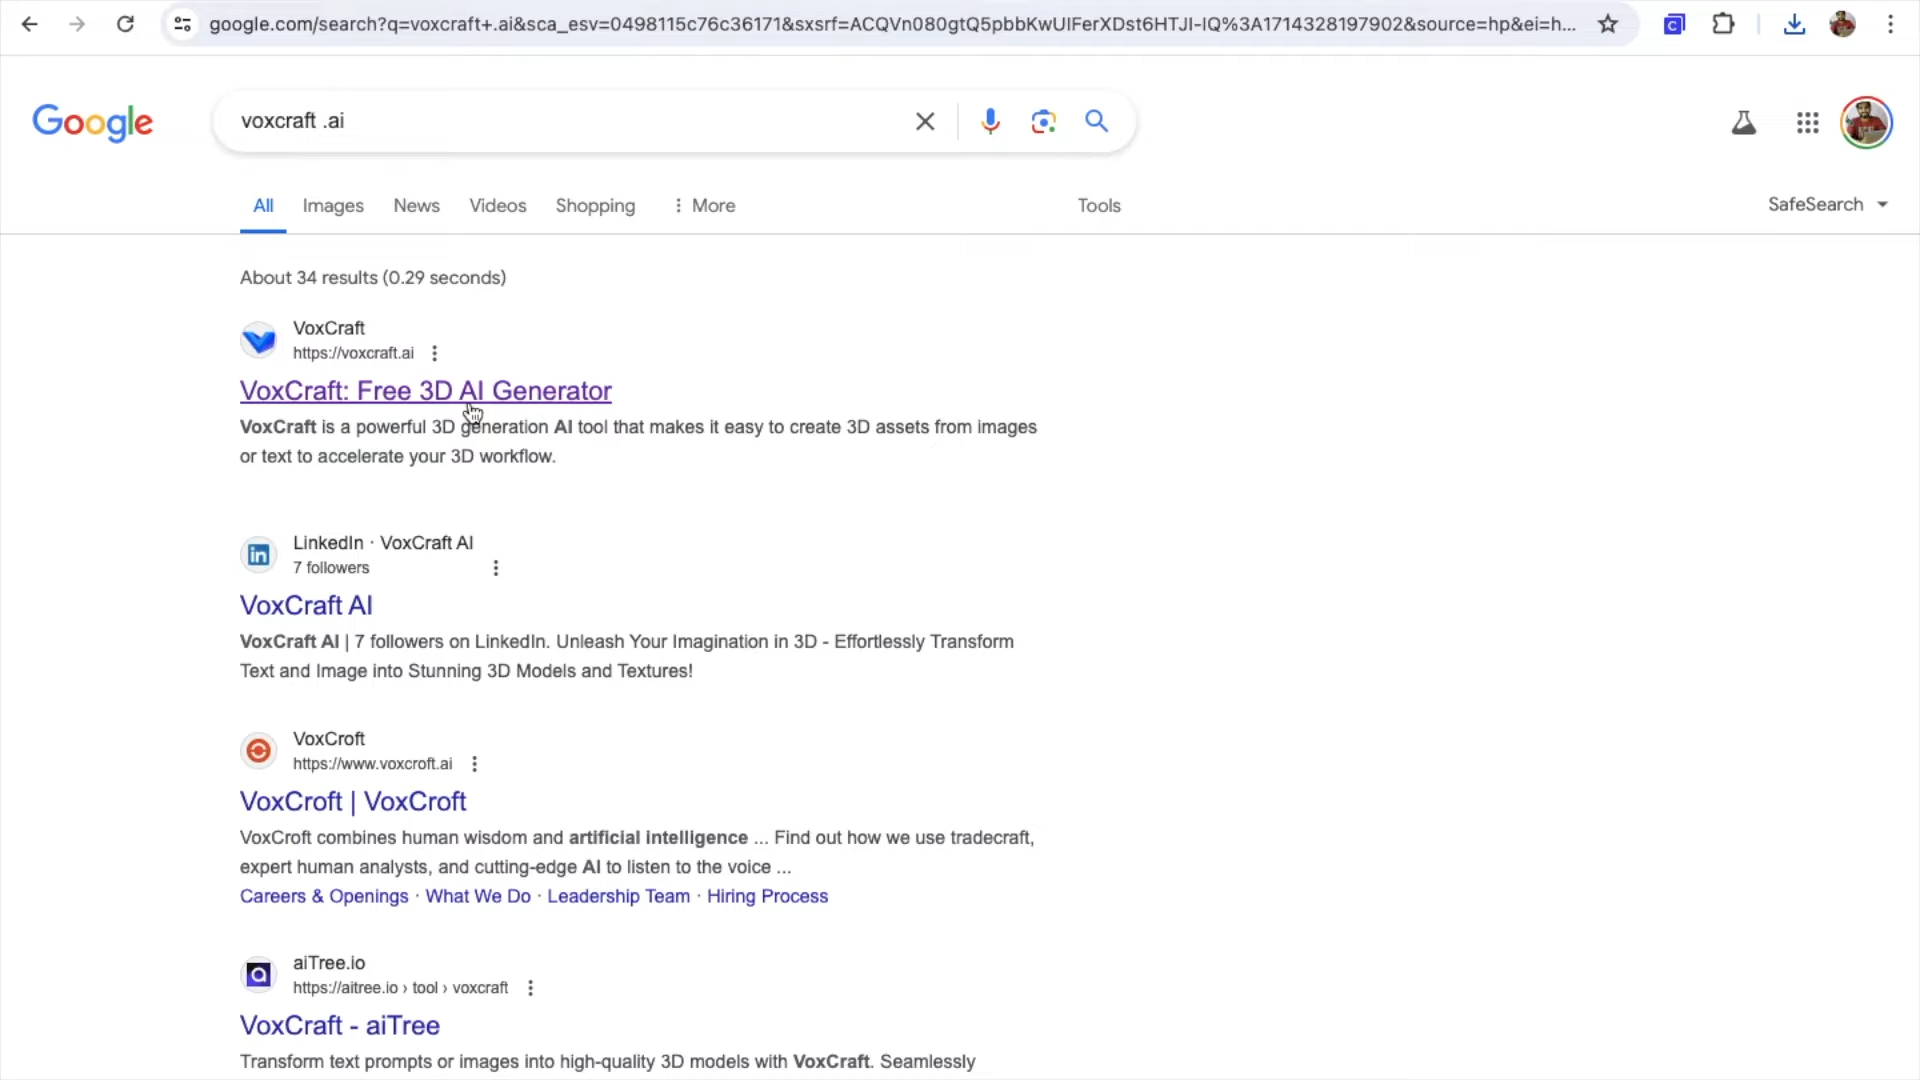 google.com/search?q=voxcraft+.ai&sca_esv=0498115c76c36171&sxsrf=ACQVn080gtQ5pbbKwUIFerXDst6HTJI-IQ%3A1714328197902&source=hp&ei=h...
Google
voxcraft .ai
All
Images
News
Videos
Shopping
More
Tools
SafeSearch
About 34 results (0.29 seconds)
VoxCraft
https://voxcraft.ai
VoxCraft: Free 3D AI Generator
VoxCraft is a powerful 3D generation AI tool that makes it easy to create 3D assets from images
or text to accelerate your 3D workflow.
LinkedIn · VoxCraft AI
7 followers
VoxCraft AI
VoxCraft AI | 7 followers on LinkedIn. Unleash Your Imagination in 3D - Effortlessly Transform
Text and Image into Stunning 3D Models and Textures!
VoxCroft
https://www.voxcroft.ai
VoxCroft | VoxCroft
VoxCroft combines human wisdom and artificial intelligence ... Find out how we use tradecraft,
expert human analysts, and cutting-edge AI to listen to the voice ...
Careers & Openings · What We Do · Leadership Team · Hiring Process
aiTree.io
https://aitree.io › tool › voxcraft
VoxCraft - aiTree
Transform text prompts or images into high-quality 3D models with VoxCraft. Seamlessly